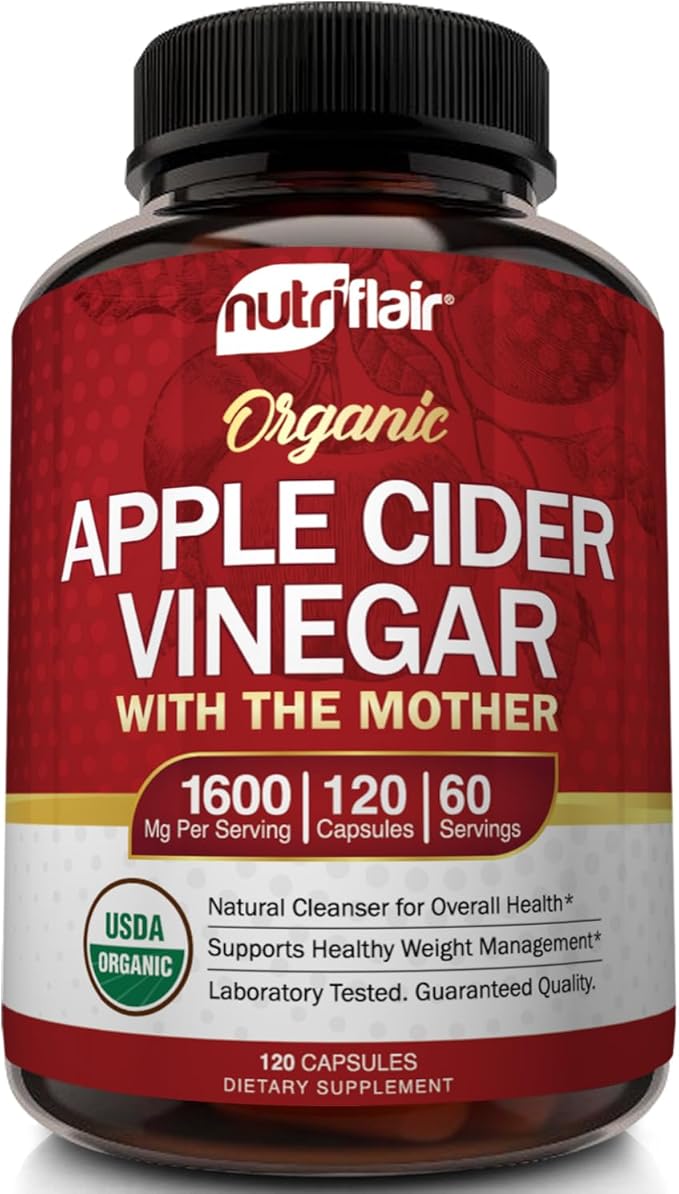 nutriflair®
Organic
APPLE CIDER
VINEGAR
WITH THE MOTHER
1600 120 60
Mg Per Serving Capsules Servings
USDA
ORGANIC
Natural Cleanser for Overall Health*
Supports Healthy Weight Management*
Laboratory Tested. Guaranteed Quality.
120 CAPSULES
DIETARY SUPPLEMENT